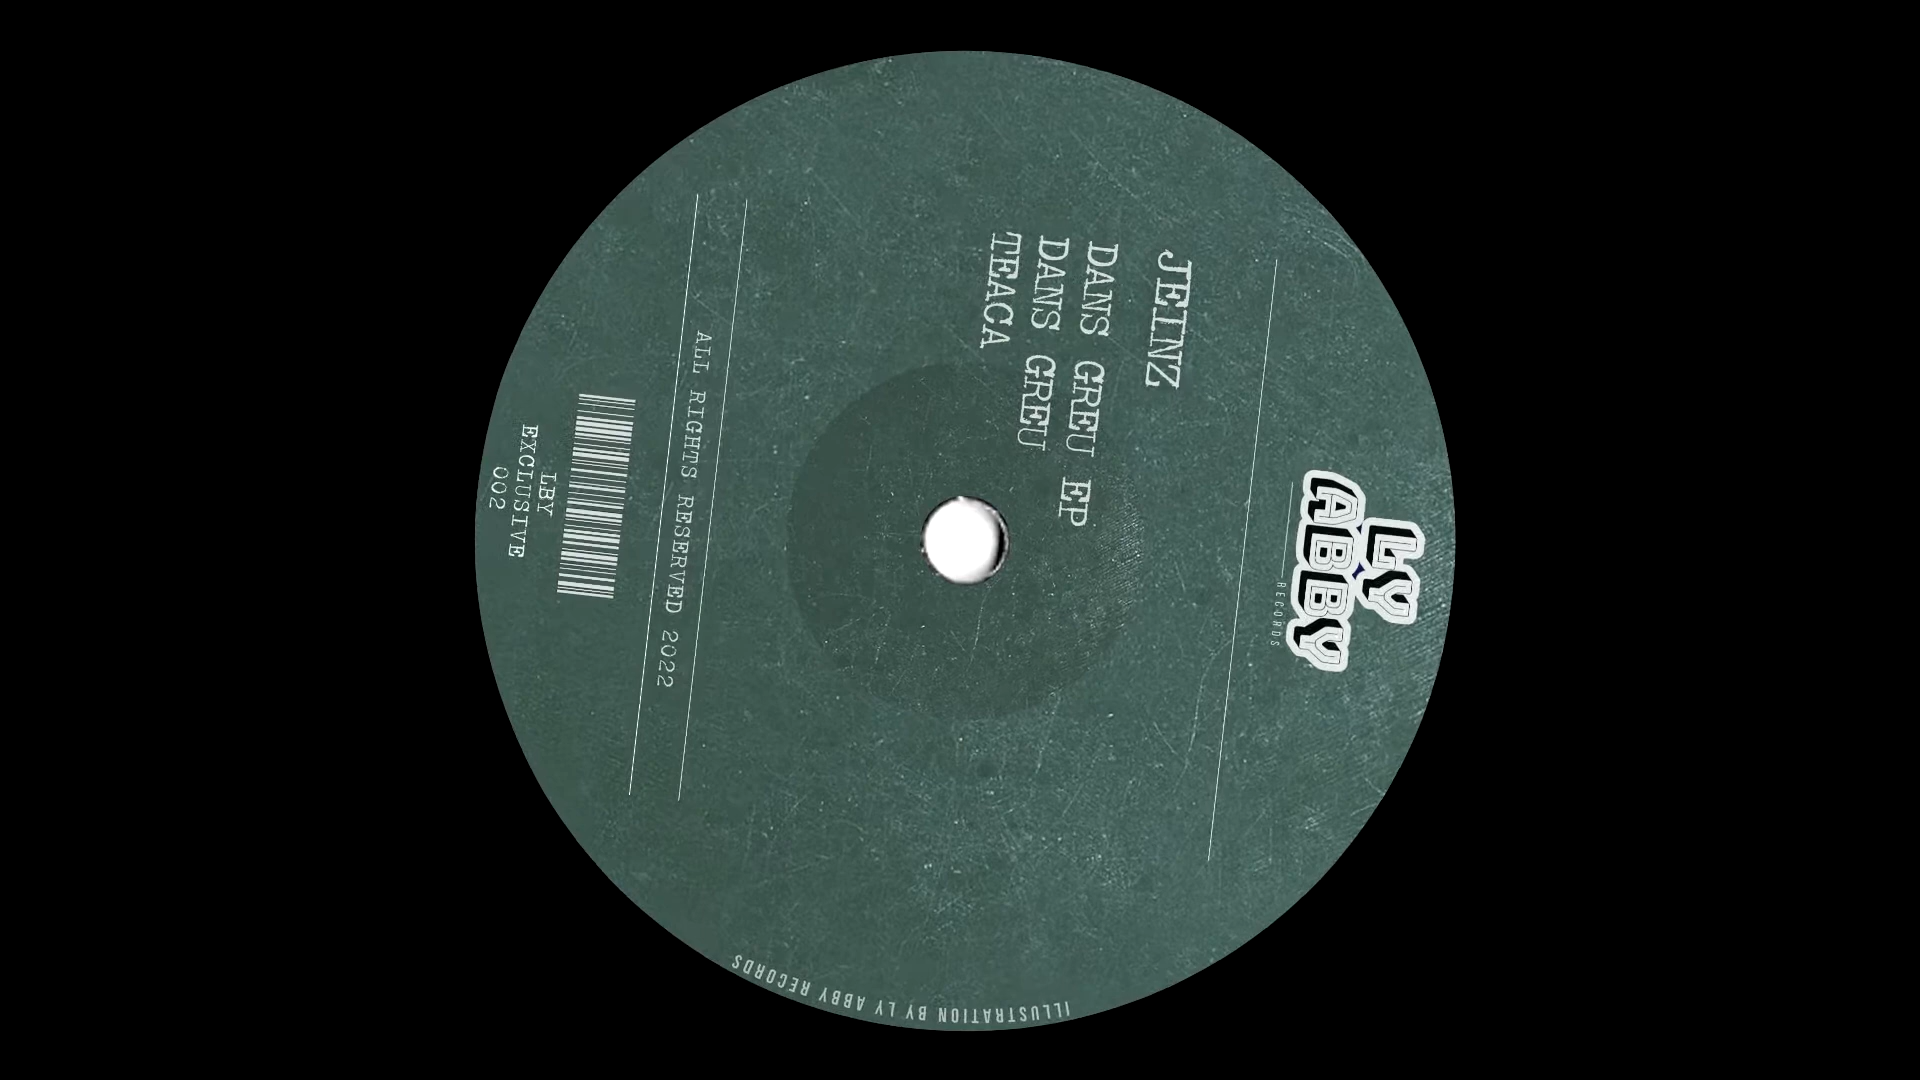 LY
ABBY
RECORDS
JEINZ
DANS GREU EP
DANS GREU
TEACA
ALL RIGHTS RESERVED 2022
LBY
EXCLUSIVE
002
ILLUSTRATION BY LY ABBY RECORDS